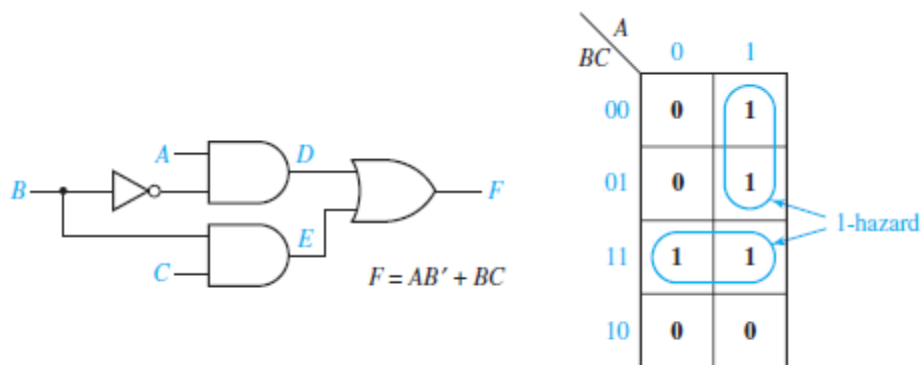 A
BC
0 1
00 0 1
A D
B F
01 0 1
1-hazard
E
C
11 1 1
F = AB′ + BC
10 0 0